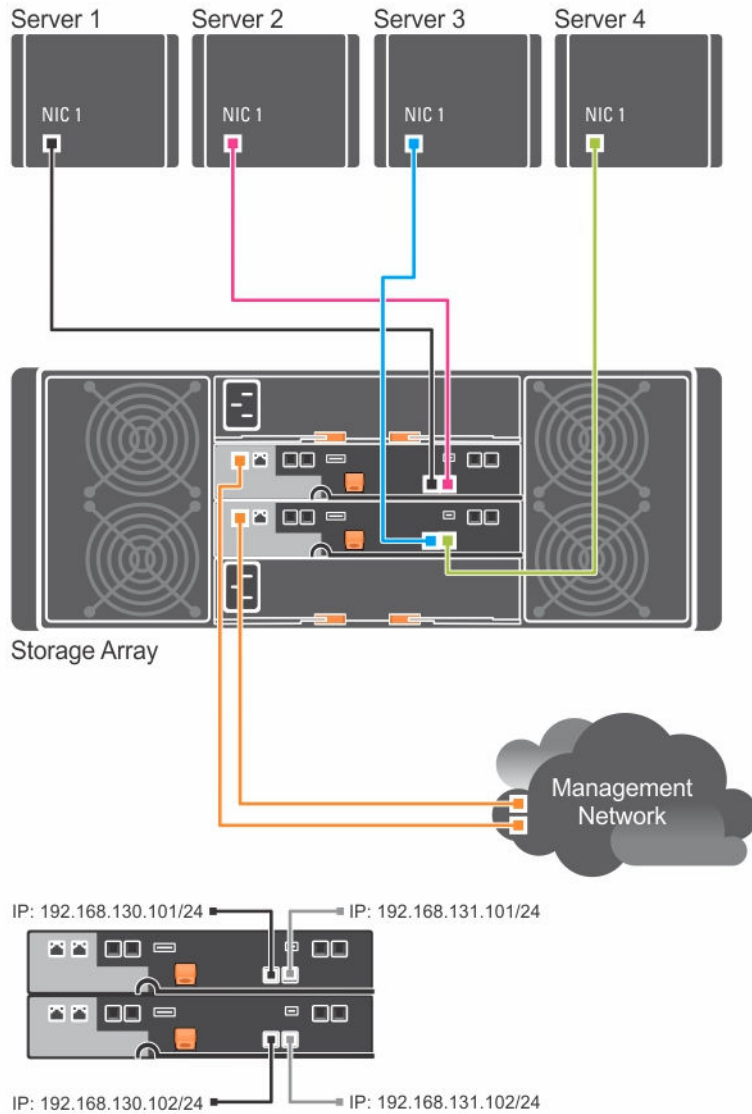 Server 1
Server 2
Server 3
Server 4
NIC 1
NIC 1
NIC 1
NIC 1
Storage Array
Management
Network
IP: 192.168.130.101/24
IP: 192.168.131.101/24
IP: 192.168.130.102/24
IP: 192.168.131.102/24